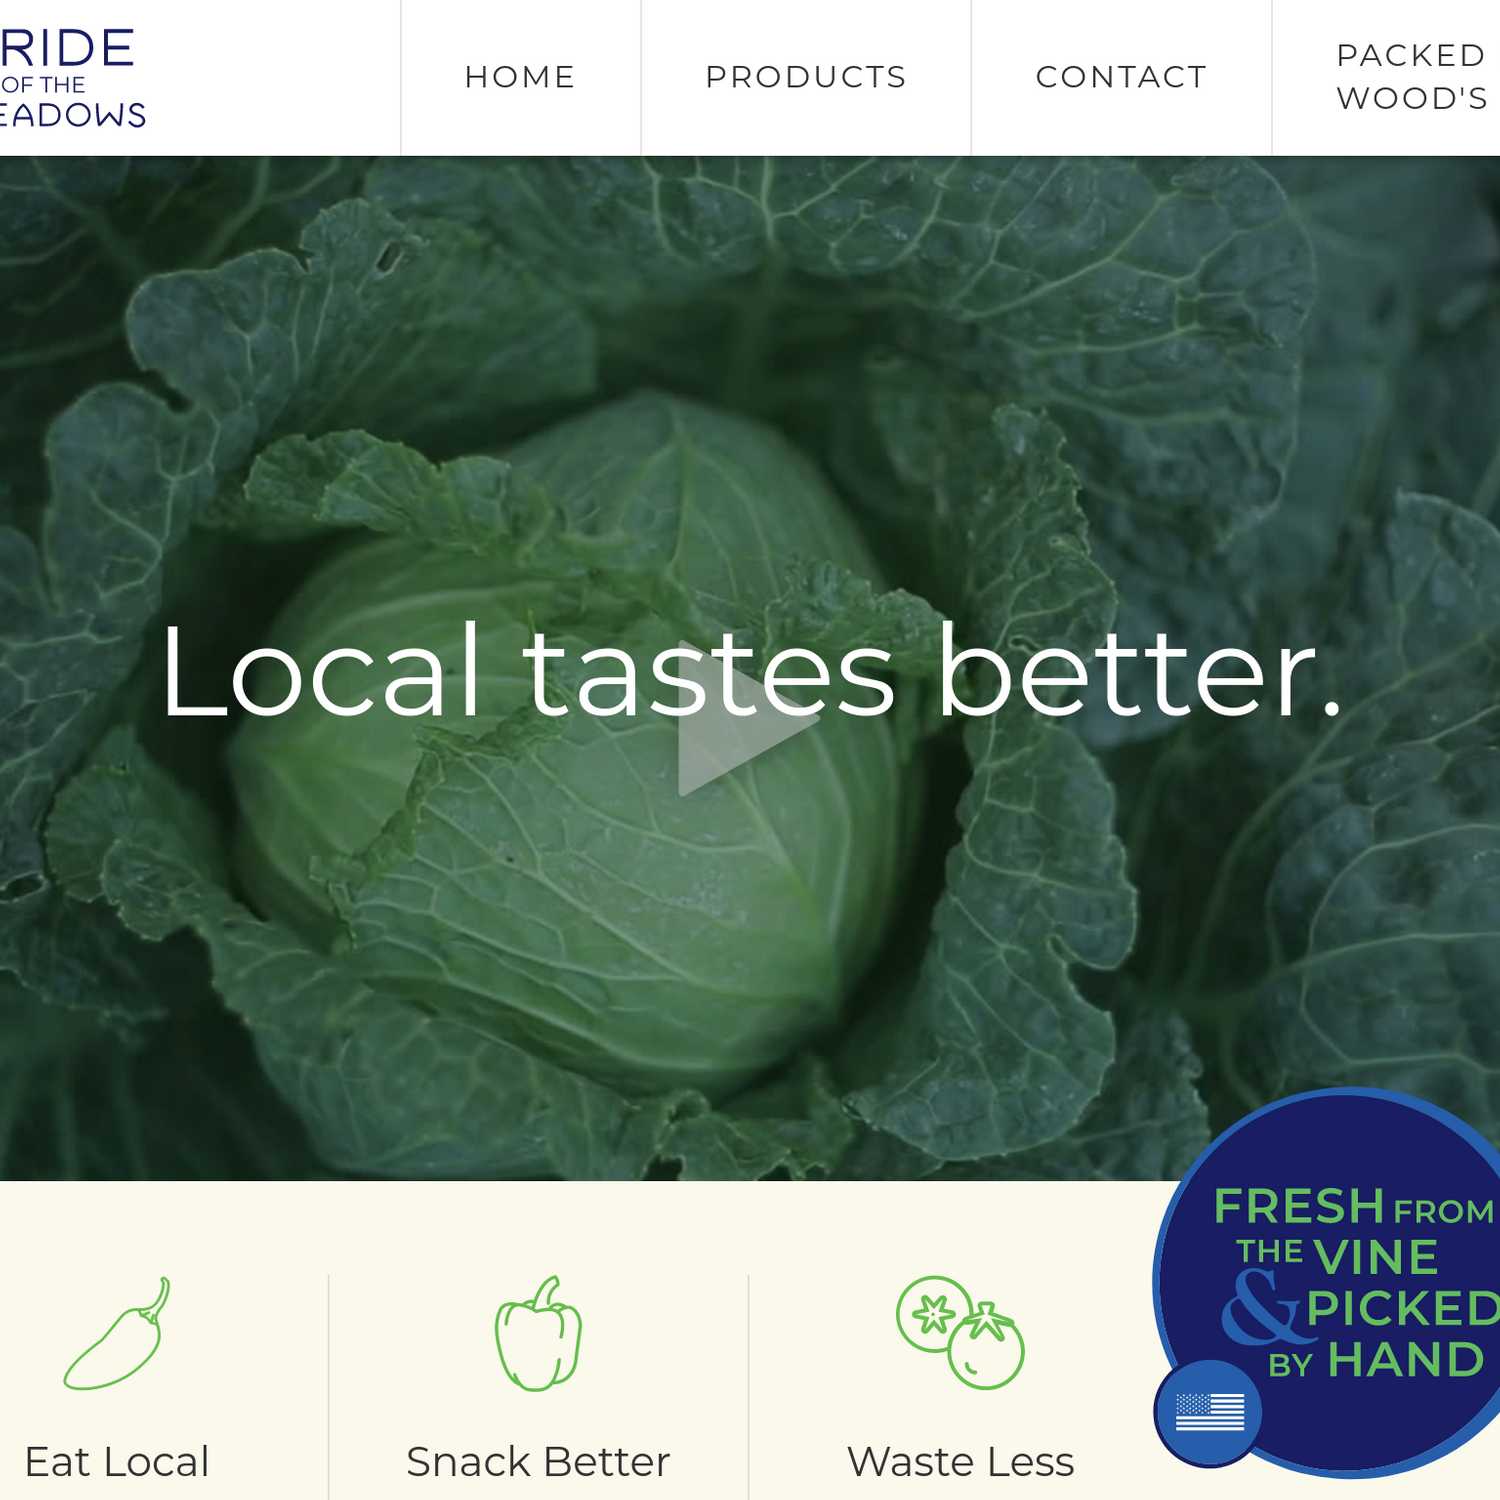 RIDE
OF THE
EADOWS
HOME
PRODUCTS
CONTACT
PACKED
WOOD'S
Local tastes better.
FRESH FROM
THE VINE
& PICKED
BY HAND
Eat Local
Snack Better
Waste Less